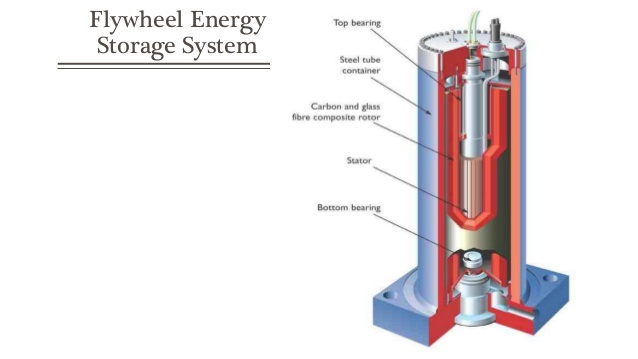 Flywheel Energy
Storage System
Top bearing
Steel tube
container
Carbon and glass
fibre composite rotor
Stator
Bottom bearing